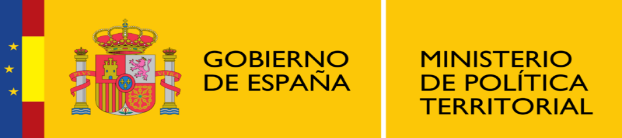 GOBIERNO
DE ESPAÑA
MINISTERIO
DE POLÍTICA
TERRITORIAL